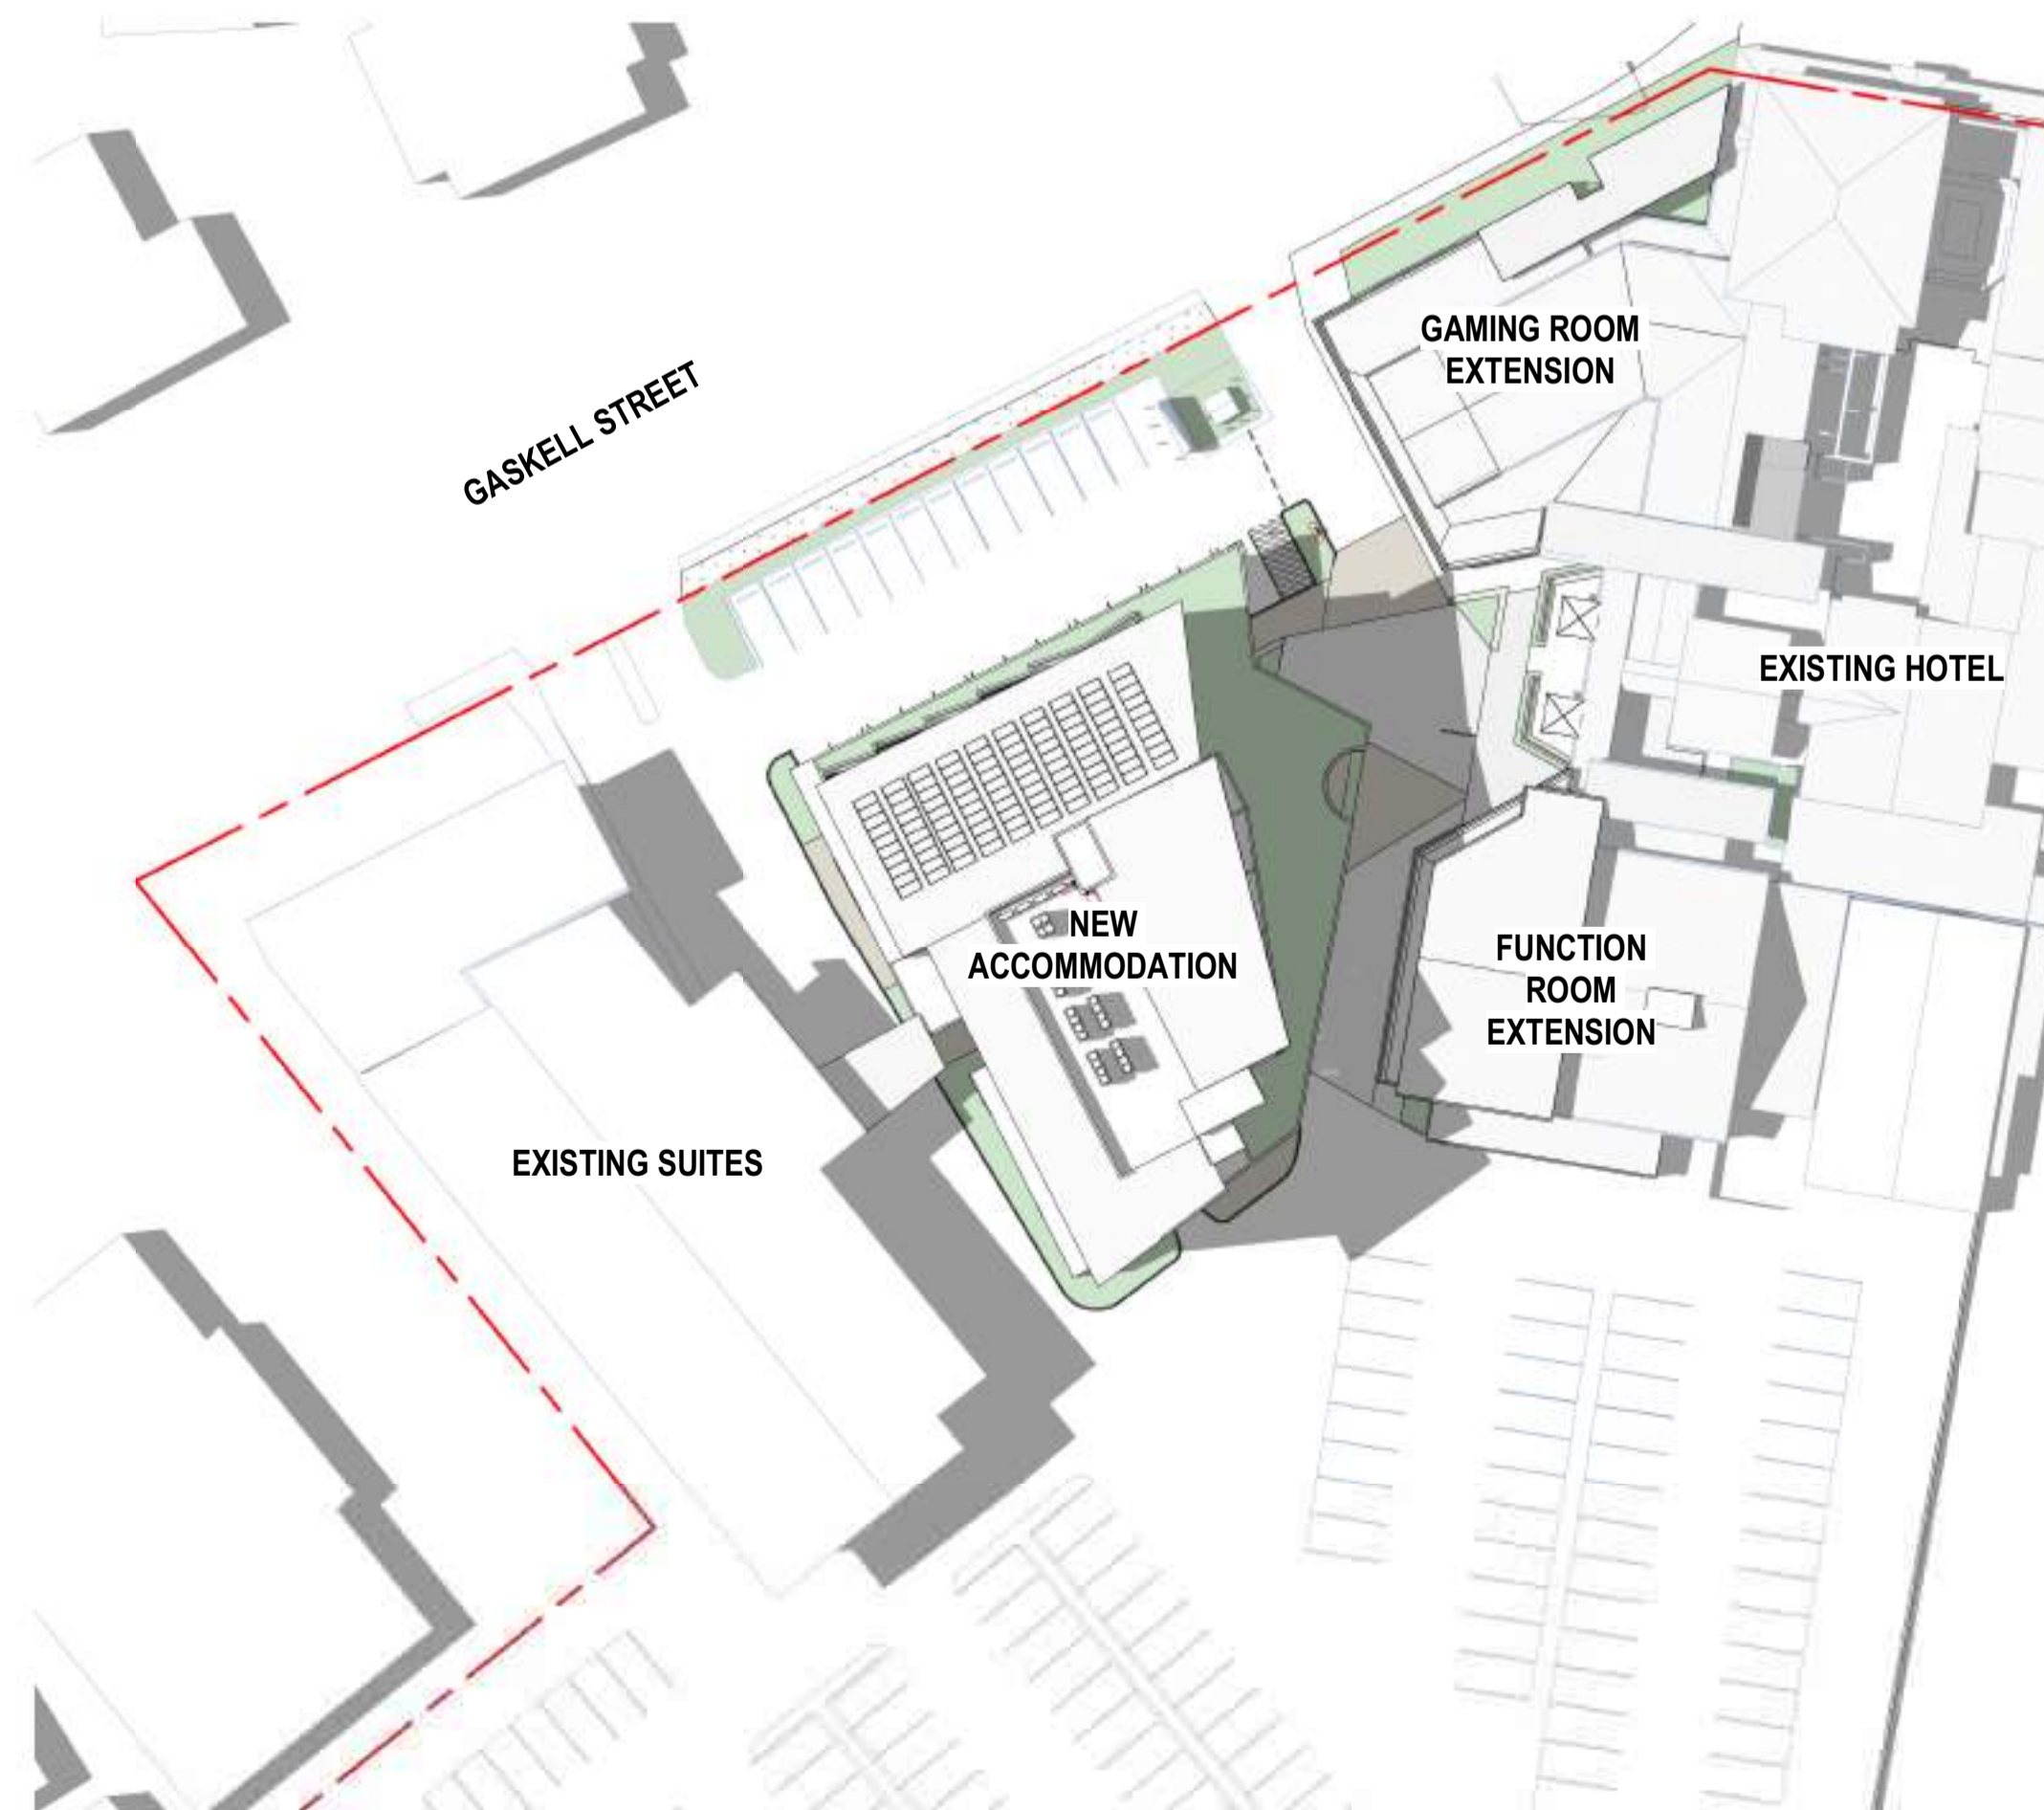 GAMING ROOM
EXTENSION
GASKELL STREET
EXISTING HOTEL
NEW
ACCOMMODATION
FUNCTION
ROOM
EXTENSION
EXISTING SUITES